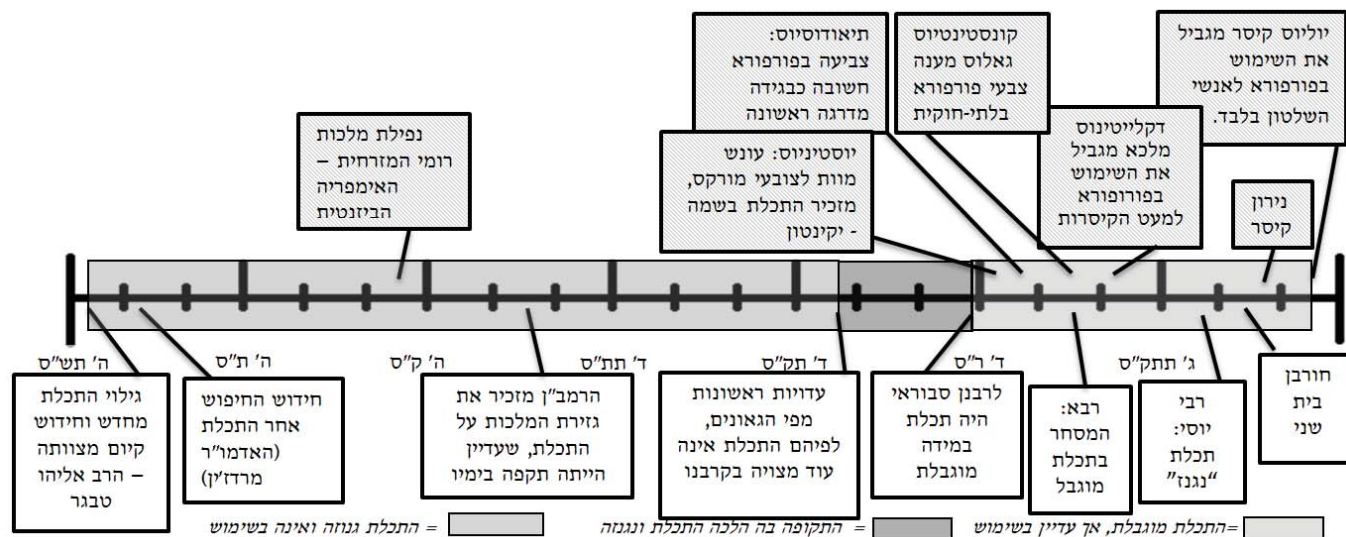 יוליוס קיסר מגביל
את השימוש
בפורפורא לאנשי
השלטון בלבד.
קונסטינטיוס
גאלוס מענה
צבעי פורפורא
בלתי-חוקית
תיאודוסיוס:
צביעה בפורפורא
חשובה כבגידה
מדרגה ראשונה
דקלייטינוס
מלכא מגביל
את השימוש
בפורופורא
למעט הקיסרות
נירון
קיסר
יוסטיניוס: עונש
מוות לצובעי מורקס,
מזכיר התכלת בשמה
- יקינטון
נפילת מלכות
רומי המזרחית –
האימפריה
הביזנטית
ג' תתק"ס
ד' ר"ס
ד' תק"ס
ד' תת"ס
ה' ק"ס
ה' ת"ס
ה' תש"ס
חורבן
בית
שני
רבי
יוסי:
תכלת
"נגנז"
רבא:
המסחר
בתכלת
מוגבל
לרבנן סבוראי
היה תכלת
במידה
מוגבלת
עדויות ראשונות
מפי הגאונים,
לפיהם התכלת אינה
עוד מצויה בקרבנו
הרמב"ן מזכיר את
גזירת המלכות על
התכלת, שעדיין
הייתה תקפה בימיו
חידוש החיפוש
אחר התכלת
(האדמו"ר
מרדז'ין)
גילוי התכלת
מחדש וחידוש
קיום מצוותה
– הרב אליהו
טבגר
=התכלת מוגבלת, אך עדיין בשימוש
= התקופה בה הלכה התכלת ונגנזה
= התכלת גנוזה ואינה בשימוש